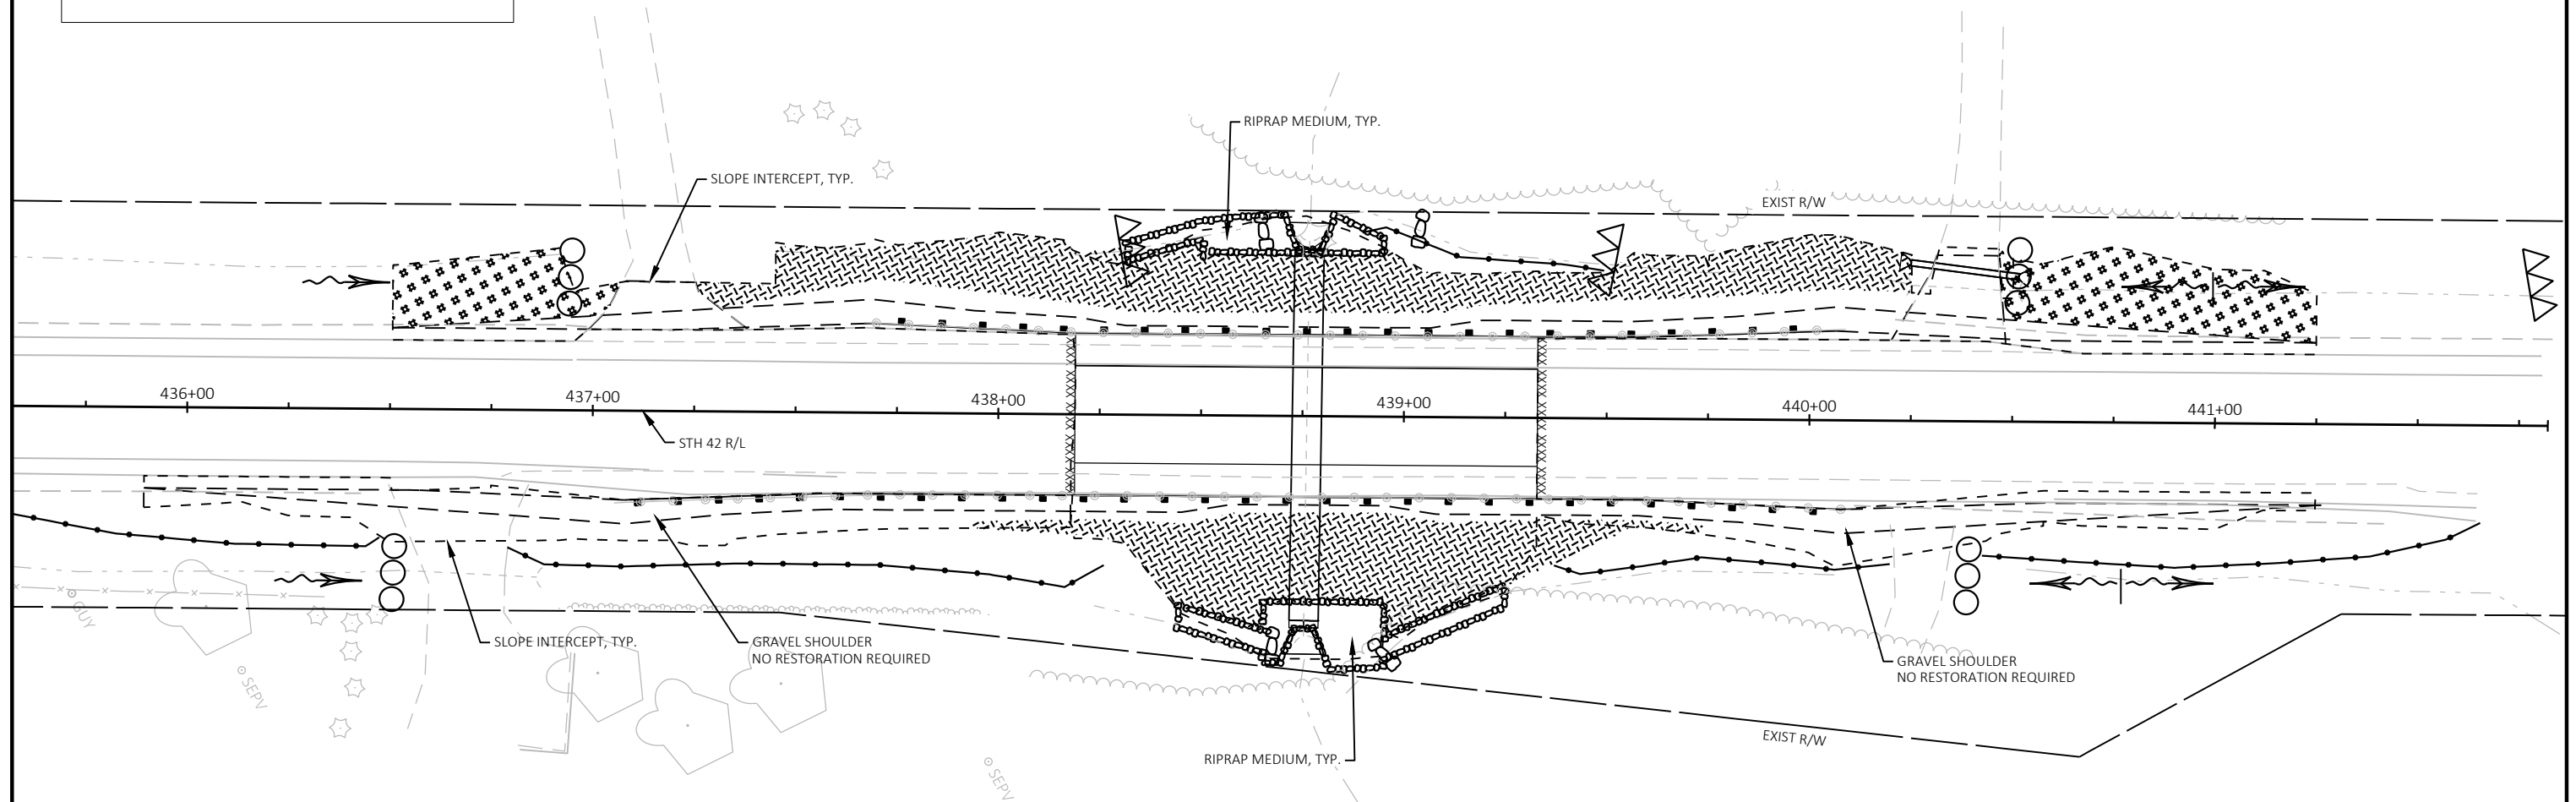 RIPRAP MEDIUM, TYP.
SLOPE INTERCEPT, TYP.
EXIST R/W
436+00
437+00
438+00
439+00
440+00
441+00
STH 42 R/L
GUY
SLOPE INTERCEPT, TYP.
GRAVEL SHOULDER
NO RESTORATION REQUIRED
GRAVEL SHOULDER
NO RESTORATION REQUIRED
SEPV
EXIST R/W
RIPRAP MEDIUM, TYP.
SEPV